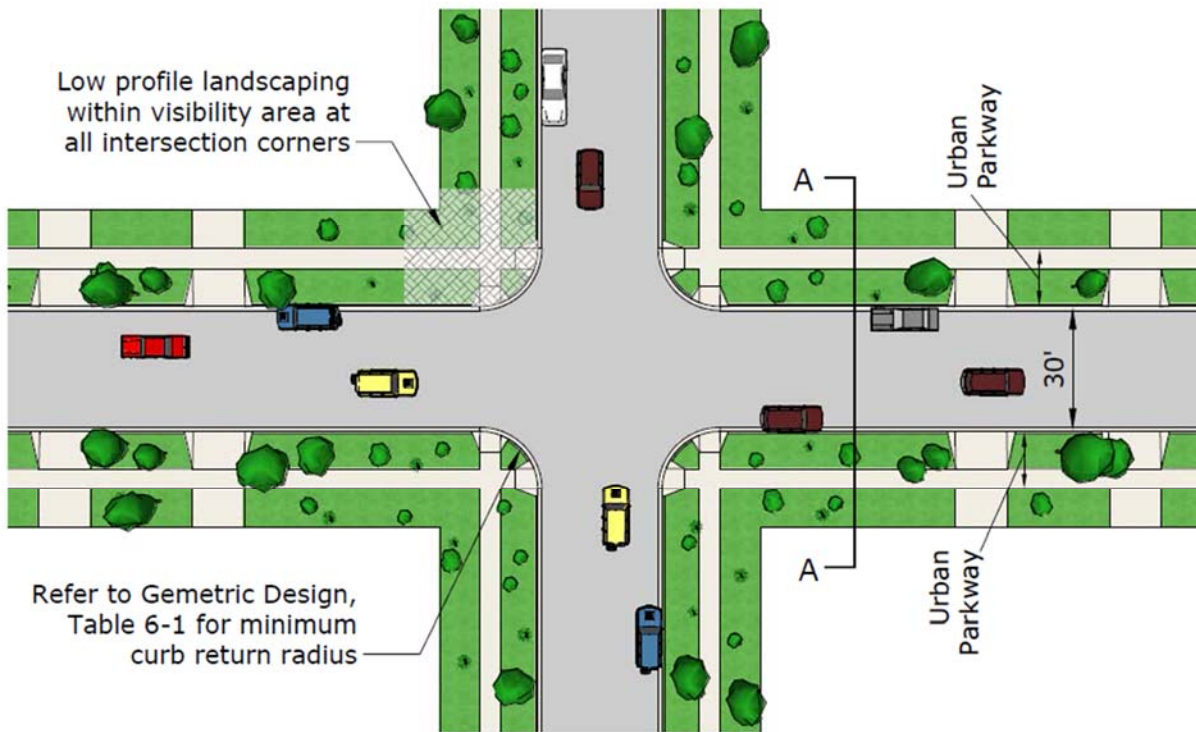 Low profile landscaping
within visibility area at
all intersection corners
A
Urban
Parkway
30'
A
Urban
Parkway
Refer to Gemetric Design,
Table 6-1 for minimum
curb return radius